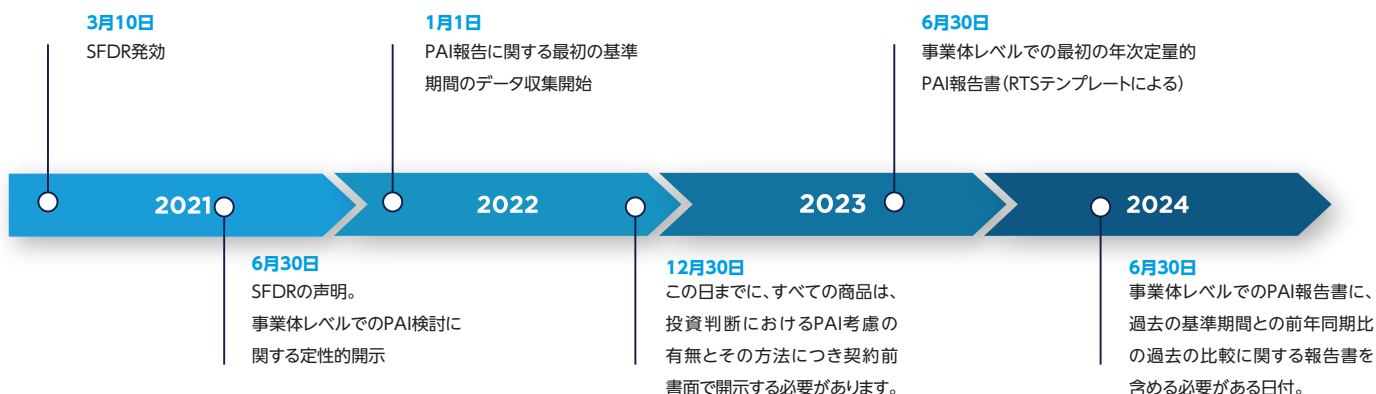 3月10日
SFDR発効
1月1日
PAI報告に関する最初の基準
期間のデータ収集開始
6月30日
事業体レベルでの最初の年次定量的
PAI報告書（RTSテンプレートによる）
2021
2022
2023
2024
6月30日
SFDRの声明。
事業体レベルでのPAI検討に
関する定性的開示
12月30日
この日までに、すべての商品は、
投資判断におけるPAI考慮の
有無とその方法につき契約前
書面で開示する必要があります。
6月30日
事業体レベルでのPAI報告書に、
過去の基準期間との前年同期比
の過去の比較に関する報告書を
含める必要がある日付。